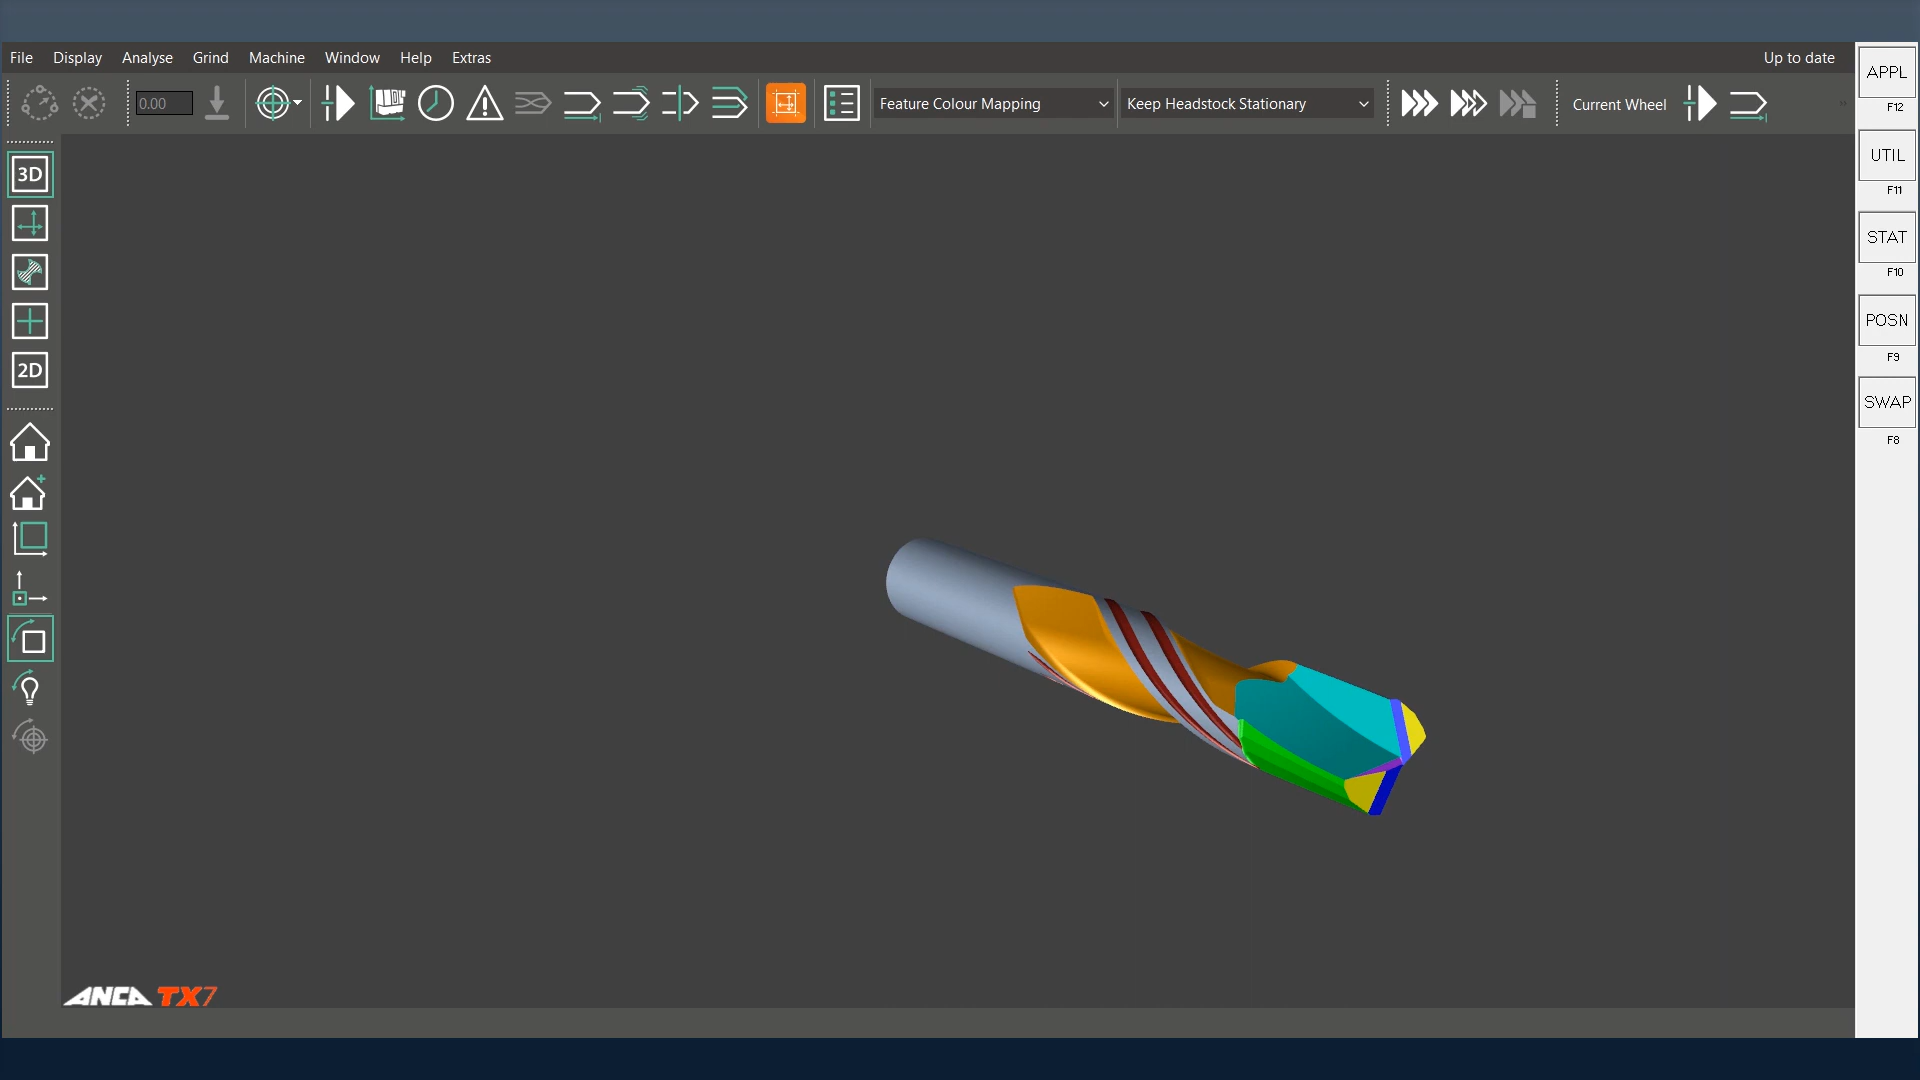 File Display Analyse Grind Machine Window Help Extras Up to date
0.00 Feature Colour Mapping Keep Headstock Stationary Current Wheel
APPL
F12
UTIL
F11
STAT
F10
POSN
F9
SWAP
F8
3D
2D
ANCA TX7